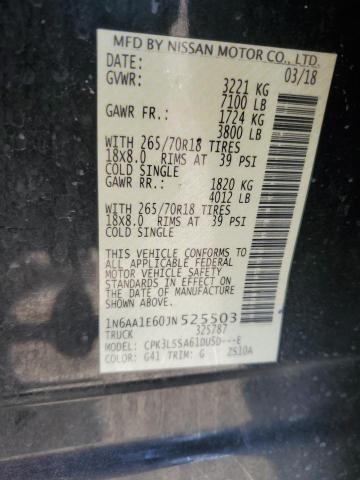 MFD BY NISSAN MOTOR CO., LTD.
DATE: 03/18
GVWR: 3221 KG
7100 LB
GAWR FR.: 1724 KG
3800 LB
WITH 265/70R18 TIRES
18X8.0 RIMS AT 39 PSI
COLD SINGLE
GAWR RR.: 1820 KG
4012 LB
WITH 265/70R18 TIRES
18X8.0 RIMS AT 39 PSI
COLD SINGLE
THIS VEHICLE CONFORMS
TO ALL APPLICABLE FEDERAL
MOTOR VEHICLE SAFETY
STANDARDS IN EFFECT ON
THE DATE OF MANUFACTURE
SHOWN ABOVE.
1N6AA1E60JN525503
TRUCK 325787
MODEL: CPK3L5SA61DU5D---E
COLOR: G41 TRIM: G ZS10A